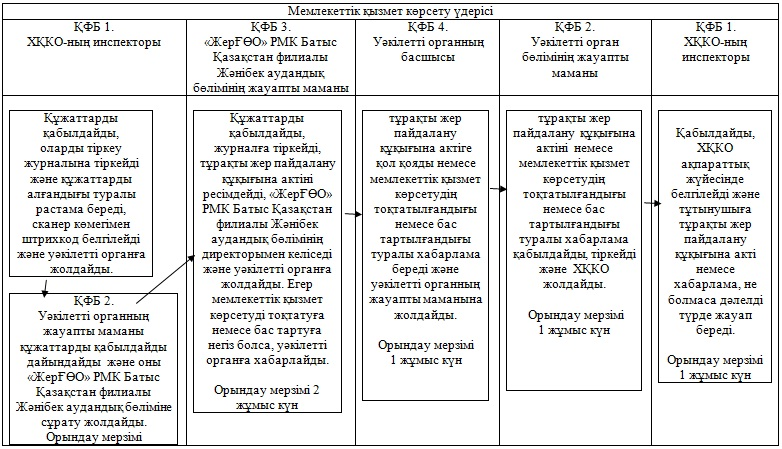 Мемлекеттік қызмет көрсету үдерісі
ҚФБ 1.
ХҚКО-ның инспекторы
ҚФБ 3.
«ЖерҒӨО» РМК Батыс
Қазақстан филиалы
Жәнібек аудандық
бөлімінің жауапты маманы
ҚФБ 4.
Уәкілетті органның
басшысы
ҚФБ 2.
Уәкілетті орган
бөлімінің жауапты
маманы
ҚФБ 1.
ХҚКО-ның
инспекторы
Құжаттарды
қабылдайды,
оларды тіркеу
журналына тіркейді
және құжаттарды
алғандығы туралы
растама береді,
сканер көмегімен
штрихкод белгілейді
және уәкілетті органға
жолдайды.
ҚФБ 2.
Уәкілетті органның
жауапты маманы
құжаттарды қабылдайды
дайындайды және оны
«ЖерҒӨО» РМК Батыс
Қазақстан филиалы
Жәнібек аудандық бөліміне
сұрату жолдайды.
Орындау мерзімі
Құжаттарды
қабылдайды,
журналға тіркейді,
тұрақты жер пайдалану
құқығына актіні
ресімдейді, «ЖерҒӨО»
РМК Батыс Қазақстан
филиалы Жәнібек
аудандық бөлімінің
директорымен келіседі
және уәкілетті органға
жолдайды. Егер
мемлекеттік қызмет
көрсетуді тоқтатуға
немесе бас тартуға
негіз болса, уәкілетті
органға хабарлайды.
Орындау мерзімі 2
жұмыс күн
тұрақты жер
пайдалану
құқығына актіге
қол қояды немесе
мемлекеттік қызмет
көрсетудің
тоқтатылғандығы
немесе бас
тартылғандығы
туралы хабарлама
береді және
уәкілетті органның
жауапты маманына
жолдайды.
Орындау мерзімі
1 жұмыс күн
тұрақты жер
пайдалану құқығына
актіні немесе
мемлекеттік қызмет
көрсетудің
тоқтатылғандығы
немесе бас
тартылғандығы
туралы хабарлама
қабылдайды, тіркейді
және ХҚКО
жолдайды.
Орындау мерзімі
1 жұмыс күн
Қабылдайды,
ХҚКО
ақпараттық
жүйесінде
белгілейді және
тұтынушыға
тұрақты жер
пайдалану
құқығына акті
немесе
хабарлама, не
болмаса дәлелді
түрде жауап
береді.
Орындау мерзімі
1 жұмыс күн